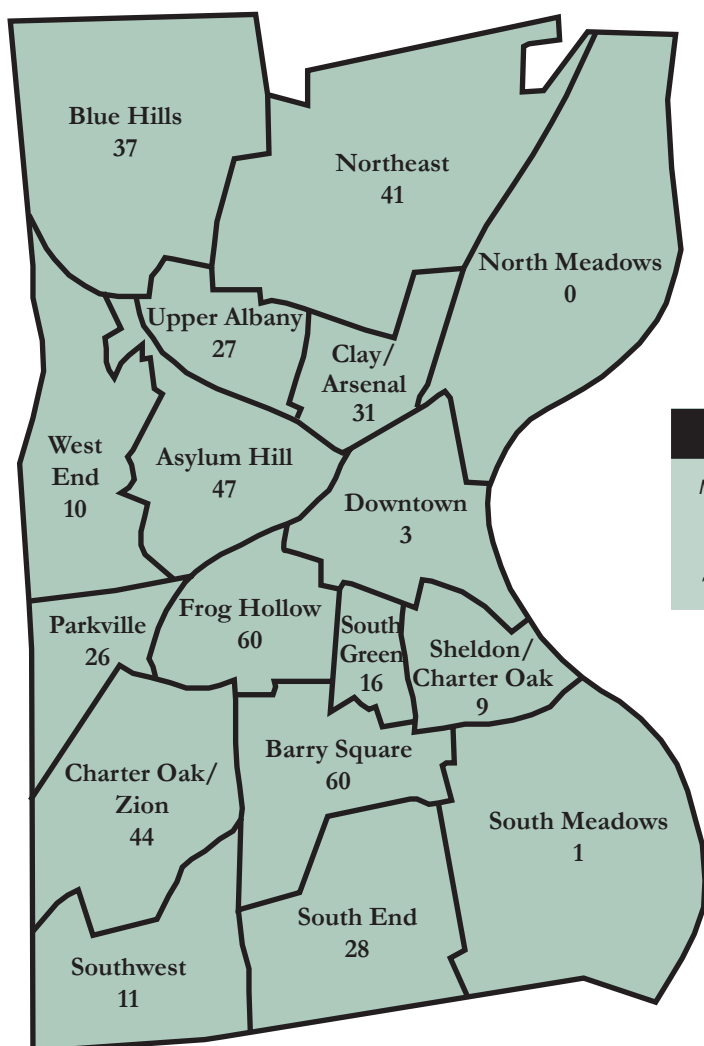 Blue Hills
37
Northeast
41
North Meadows
0
Upper Albany
27
Clay/
Arsenal
31
West
End
10
Asylum Hill
47
Downtown
3
Parkville
26
Frog Hollow
60
South
Green
16
Sheldon/
Charter Oak
9
Barry Square
60
Charter Oak/
Zion
44
South Meadows
1
South End
28
Southwest
11